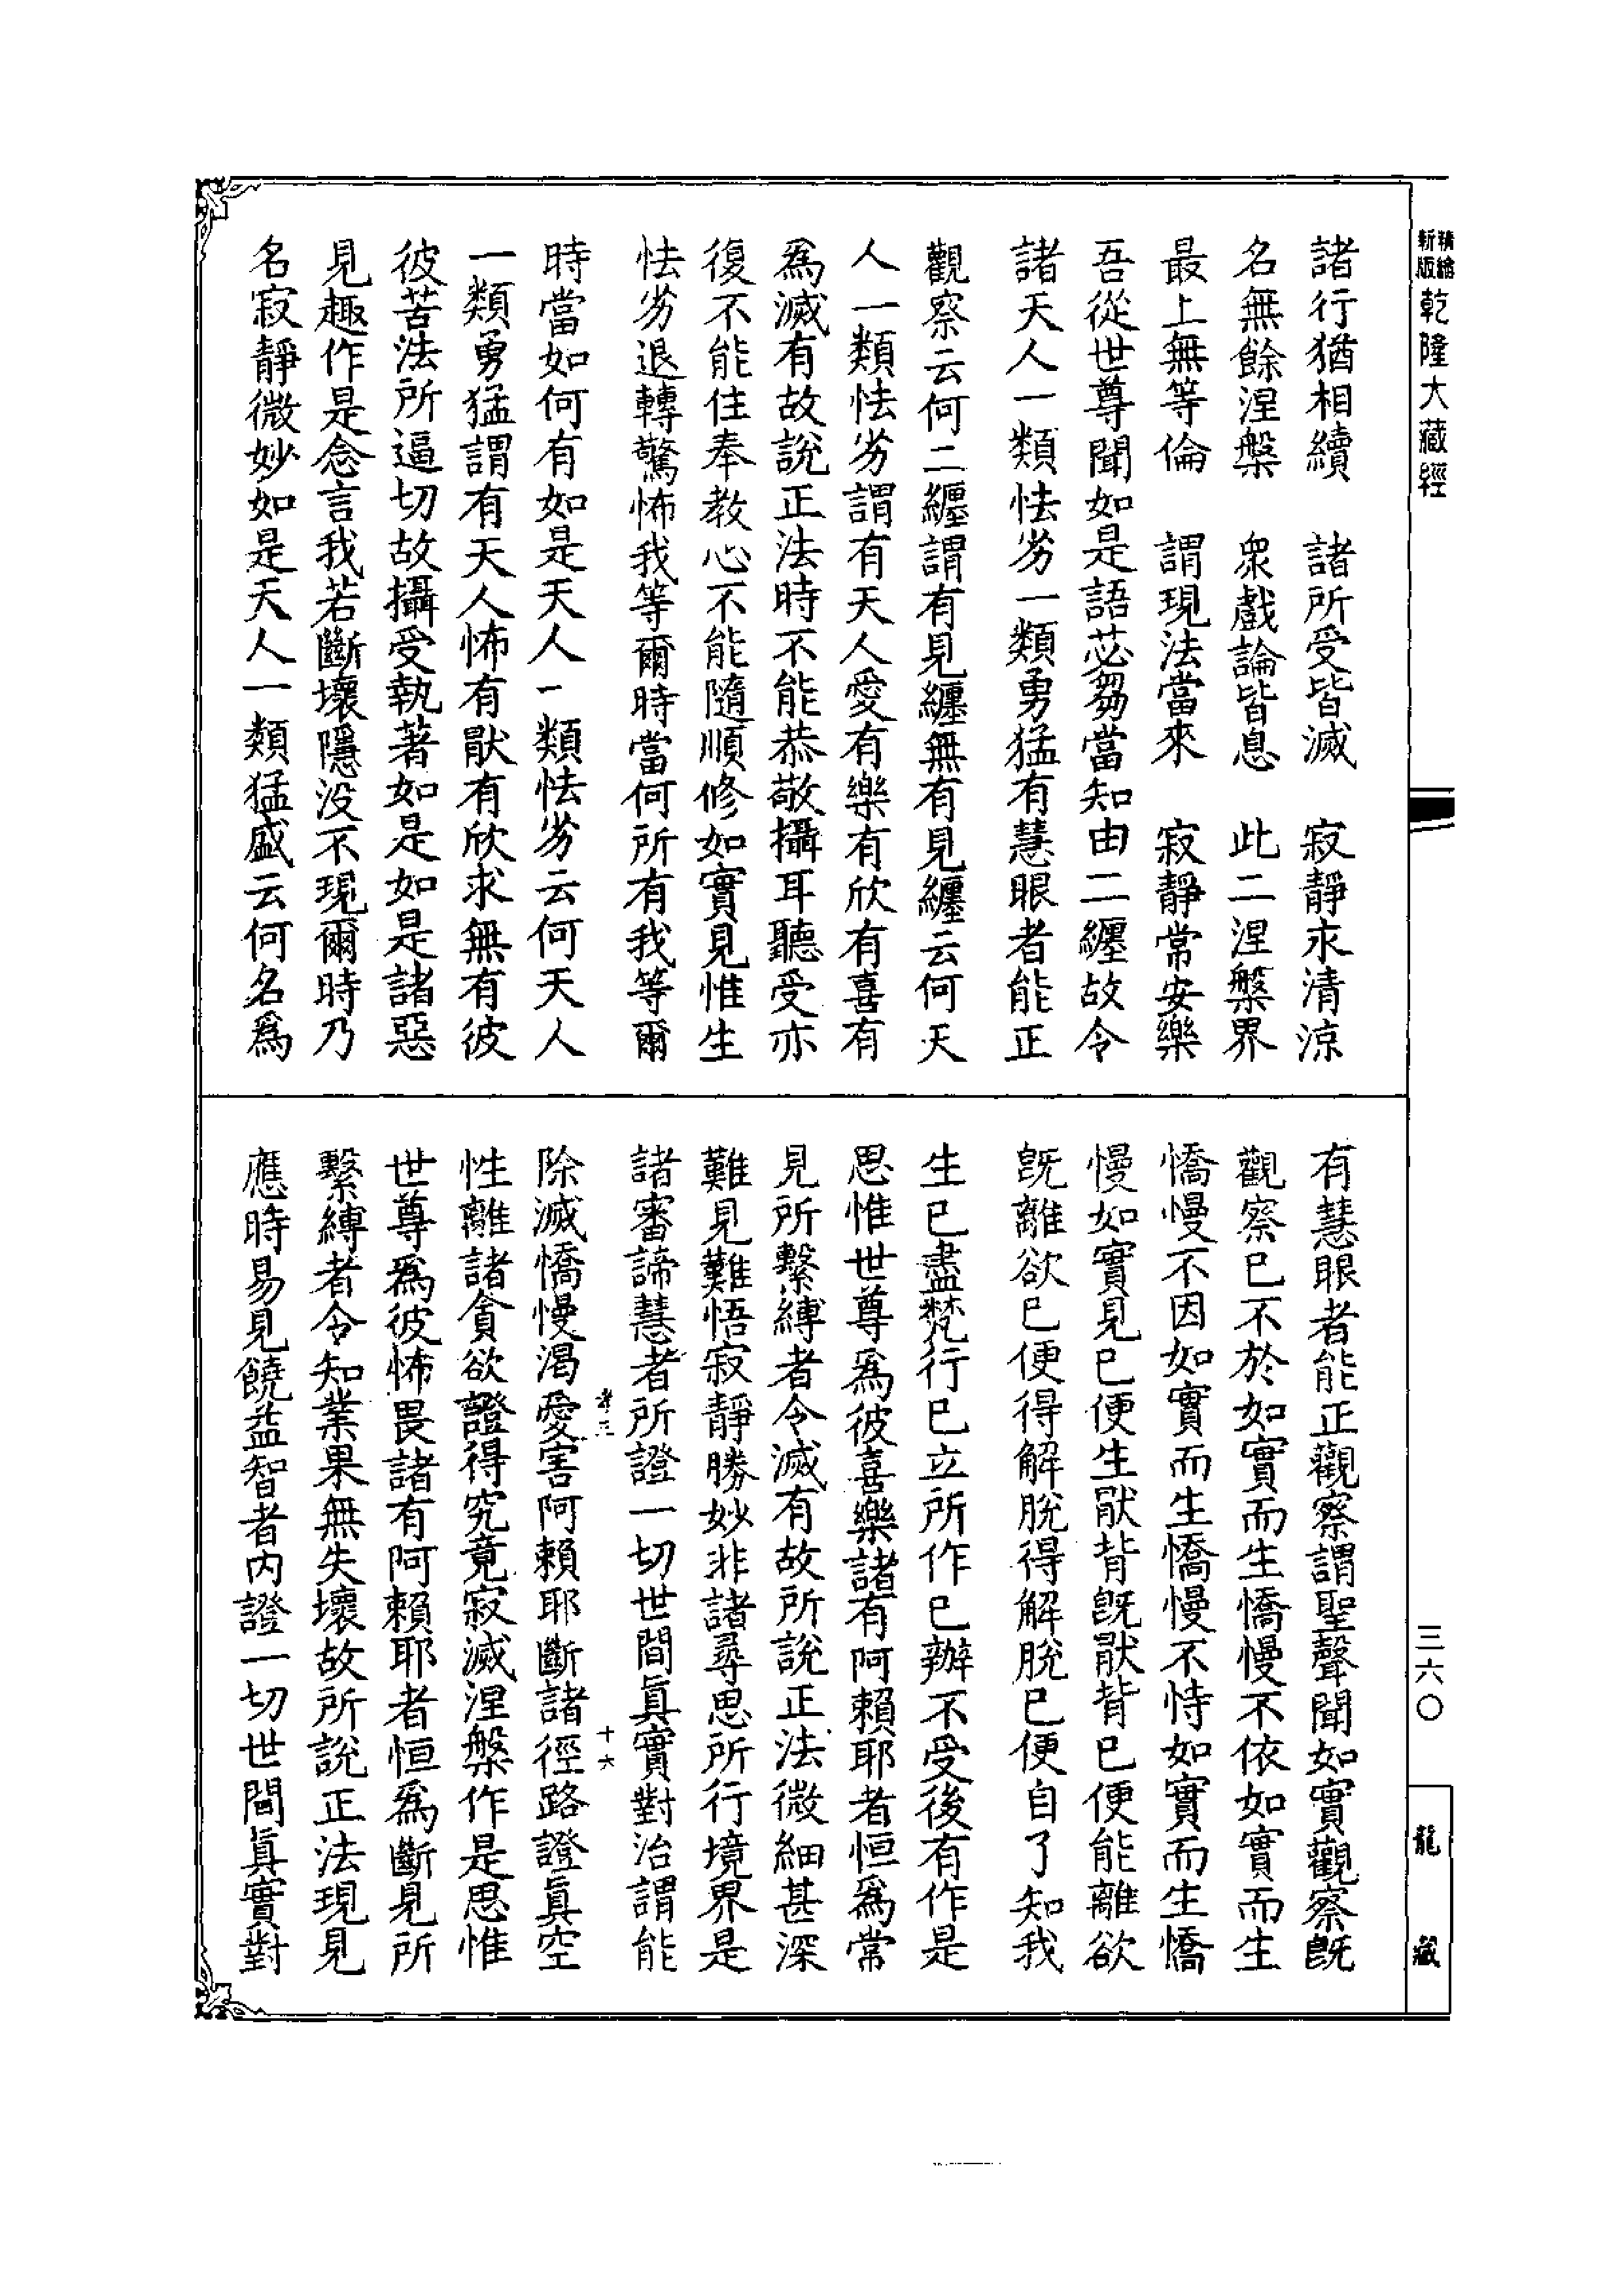 新版精繪乾隆大藏經
三六〇
龍藏
諸行猶相續　諸所受皆滅　寂靜永清涼
名無餘涅槃　衆戲論皆息　此二涅槃界
最上無等倫　謂現法當來　寂靜常安樂
吾從世尊聞如是語苾芻當知由二纏故令
諸天人一類怯劣一類勇猛有慧眼者能正
觀察云何二纏謂有見纏無有見纏云何天
人一類怯劣謂有天人愛有樂有欣有喜有
爲滅有故說正法時不能恭敬攝耳聽受亦
復不能住奉教心不能隨順修如實見惟生
怯劣退轉驚怖我等爾時當何所有我等爾
時當如何有如是天人一類怯劣云何天人
一類勇猛謂有天人怖有猒有欣求無有彼
彼苦法所逼切故攝受執著如是如是諸惡
見趣作是念言我若斷壞隱没不現爾時乃
名寂靜微妙如是天人一類猛盛云何名爲
有慧眼者能正觀察謂聖聲聞如實觀察既
觀察已不於如實而生憍慢不依如實而生
憍慢不因如實而生憍慢不恃如實而生憍
慢如實見已便生猒背既猒背已便能離欲
既離欲已便得解脫得解脫已便自了知我
生已盡梵行已立所作已辦不受後有作是
思惟世尊爲彼喜樂諸有阿賴耶者恒爲常
見所繫縛者令滅有故所說正法微細甚深
難見難悟寂靜勝妙非諸尋思所行境界是
諸審諦慧者所證一切世間眞實對治謂能
孝三　十六
除滅憍慢渴愛害阿賴耶斷諸徑路證眞空
性離諸貪欲證得究竟寂滅涅槃作是思惟
世尊爲彼怖畏諸有阿賴耶者恒爲斷見所
繫縛者令知業果無失壞故所說正法現見
應時易見饒益智者内證一切世間眞實對